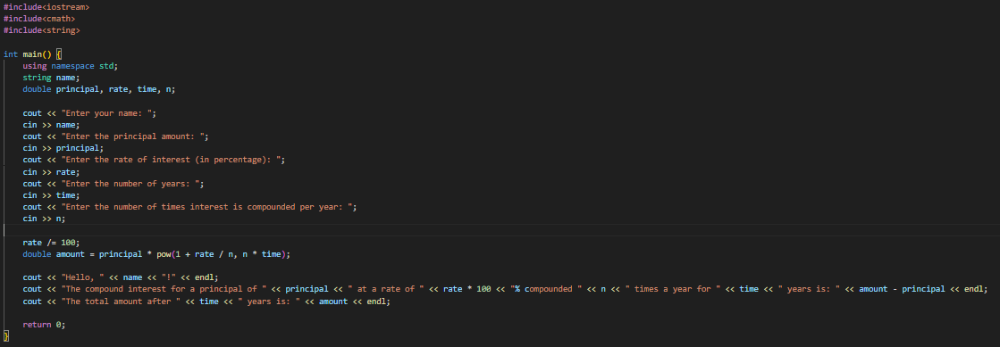 #include<iostream>
#include<cmath>
#include<string>

int main() {
    using namespace std;
    string name;
    double principal, rate, time, n;

    cout << "Enter your name: ";
    cin >> name;
    cout << "Enter the principal amount: ";
    cin >> principal;
    cout << "Enter the rate of interest (in percentage): ";
    cin >> rate;
    cout << "Enter the number of years: ";
    cin >> time;
    cout << "Enter the number of times interest is compounded per year: ";
    cin >> n;

    rate /= 100;
    double amount = principal * pow(1 + rate / n, n * time);

    cout << "Hello, " << name << "!" << endl;
    cout << "The compound interest for a principal of " << principal << " at a rate of " << rate * 100 << "% compounded " << n << " times a year for " << time << " years is: " << amount - principal << endl;
    cout << "The total amount after " << time << " years is: " << amount << endl;

    return 0;
}